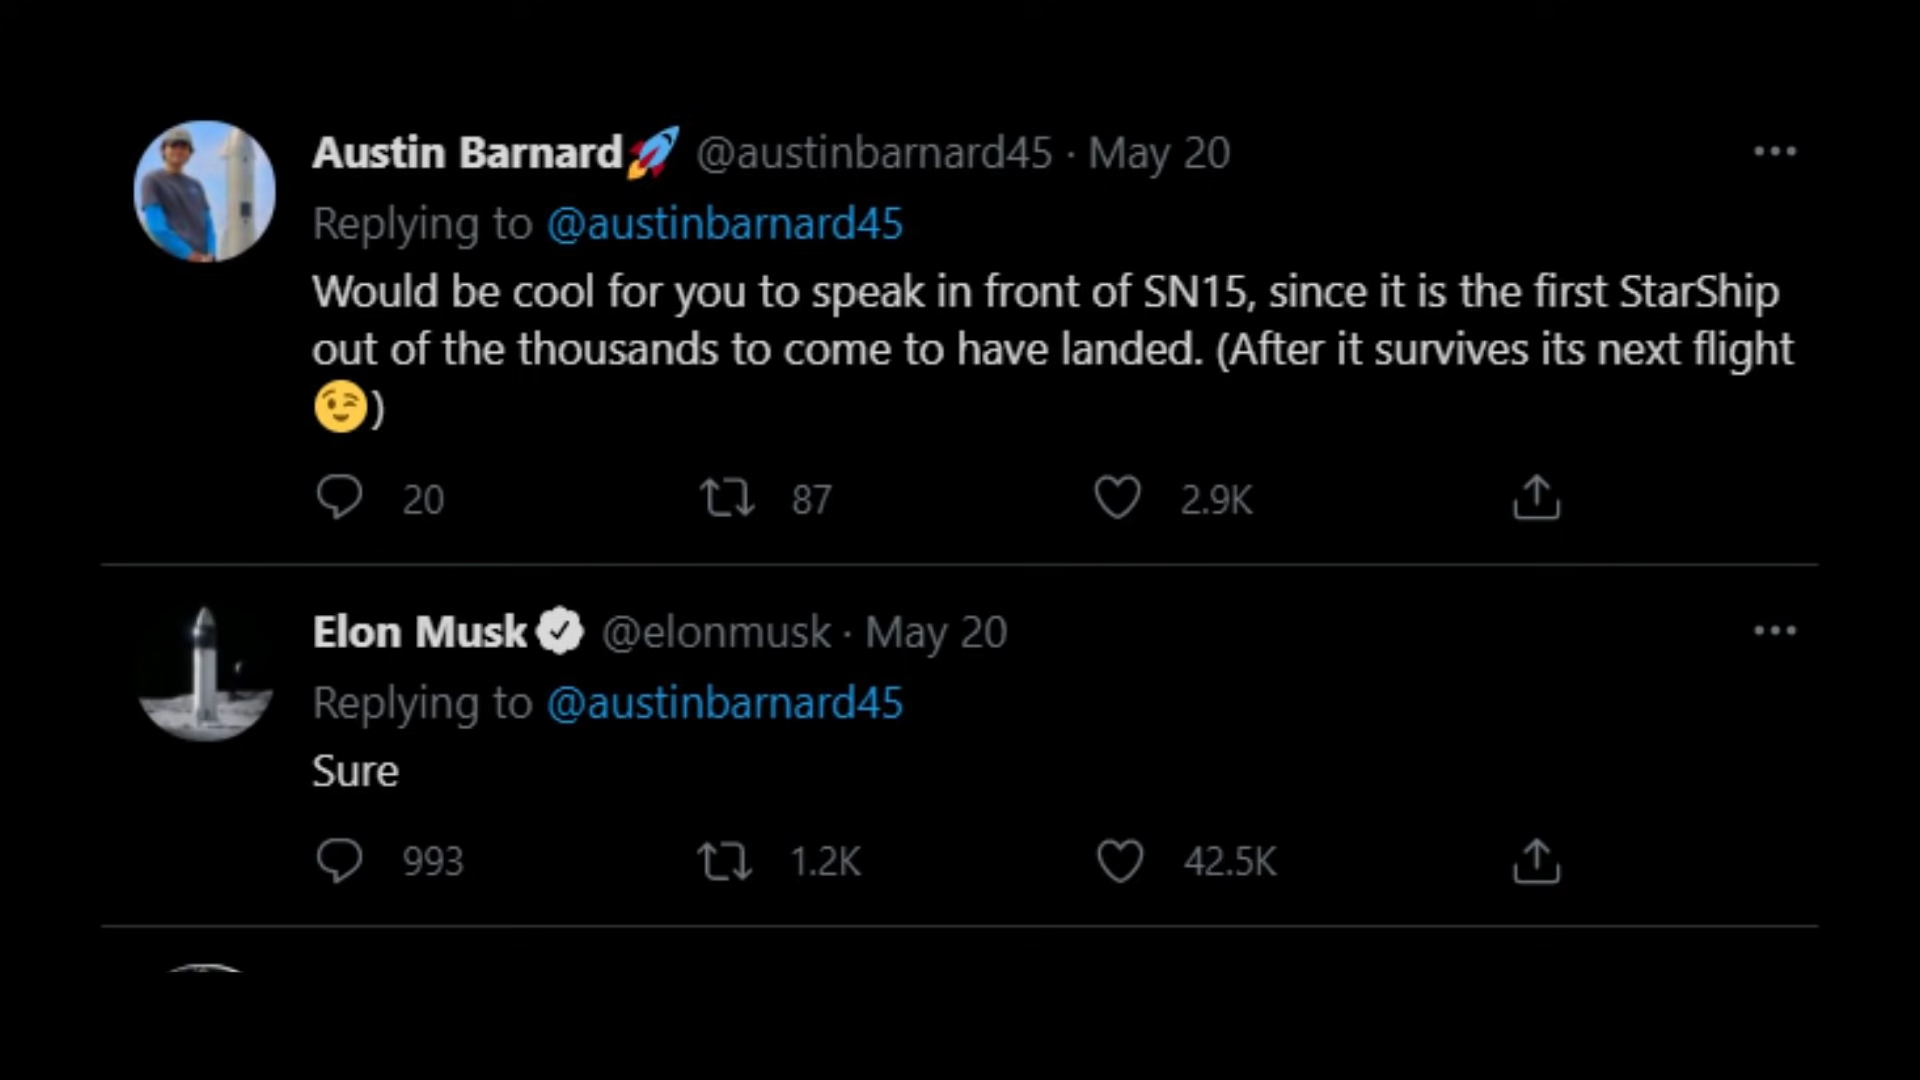 Austin Barnard🚀 @austinbarnard45 · May 20
Replying to @austinbarnard45
Would be cool for you to speak in front of SN15, since it is the first StarShip
out of the thousands to come to have landed. (After it survives its next flight
😉)
20 87 2.9K
Elon Musk @elonmusk · May 20
Replying to @austinbarnard45
Sure
993 1.2K 42.5K